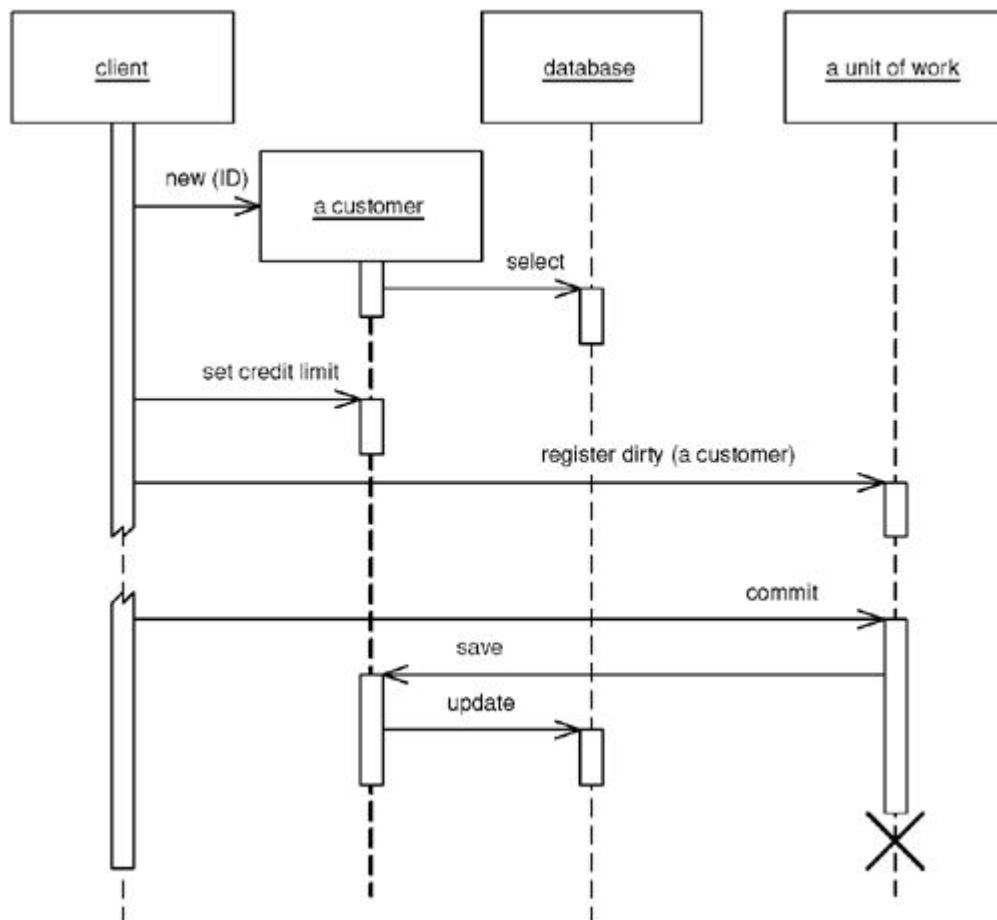 client
database
a unit of work
new (ID)
a customer
select
set credit limit
register dirty (a customer)
commit
save
update